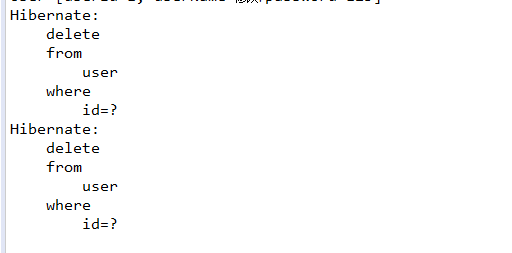 Hibernate:
    delete
    from
        user
    where
        id=?
Hibernate:
    delete
    from
        user
    where
        id=?